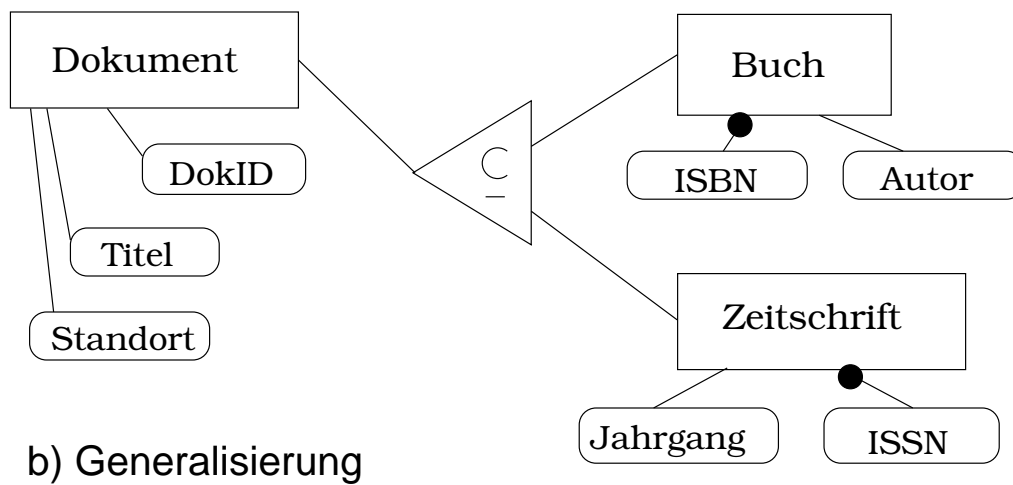 Dokument
Buch
DokID
ISBN
Autor
Titel
Standort
Zeitschrift
Jahrgang
ISSN
b) Generalisierung